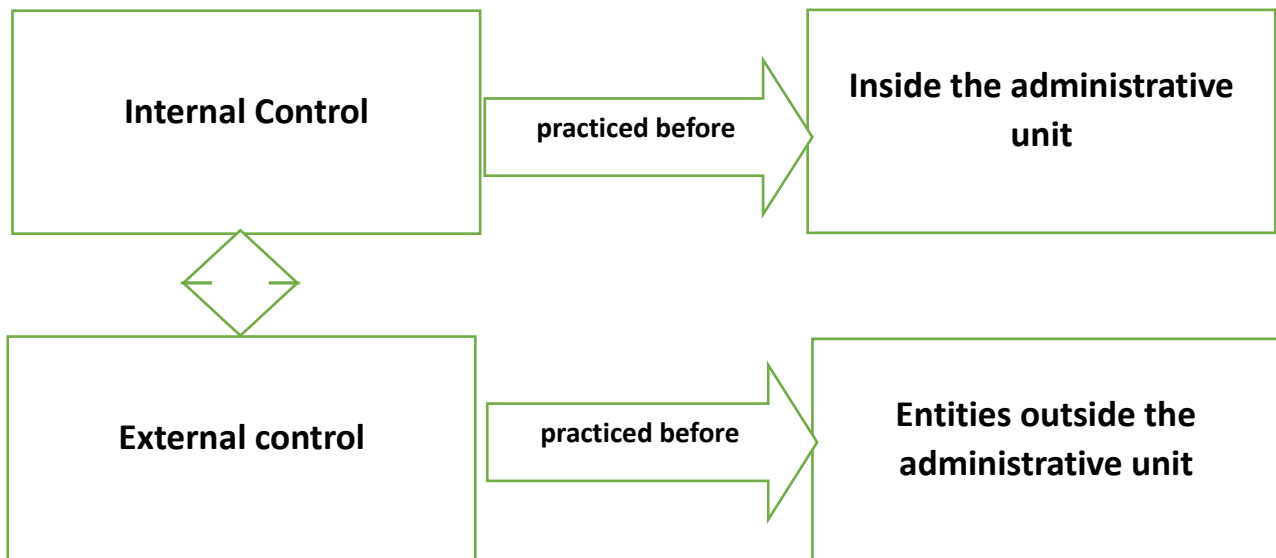 Internal Control
practiced before
Inside the administrative
unit
External control
practiced before
Entities outside the
administrative unit